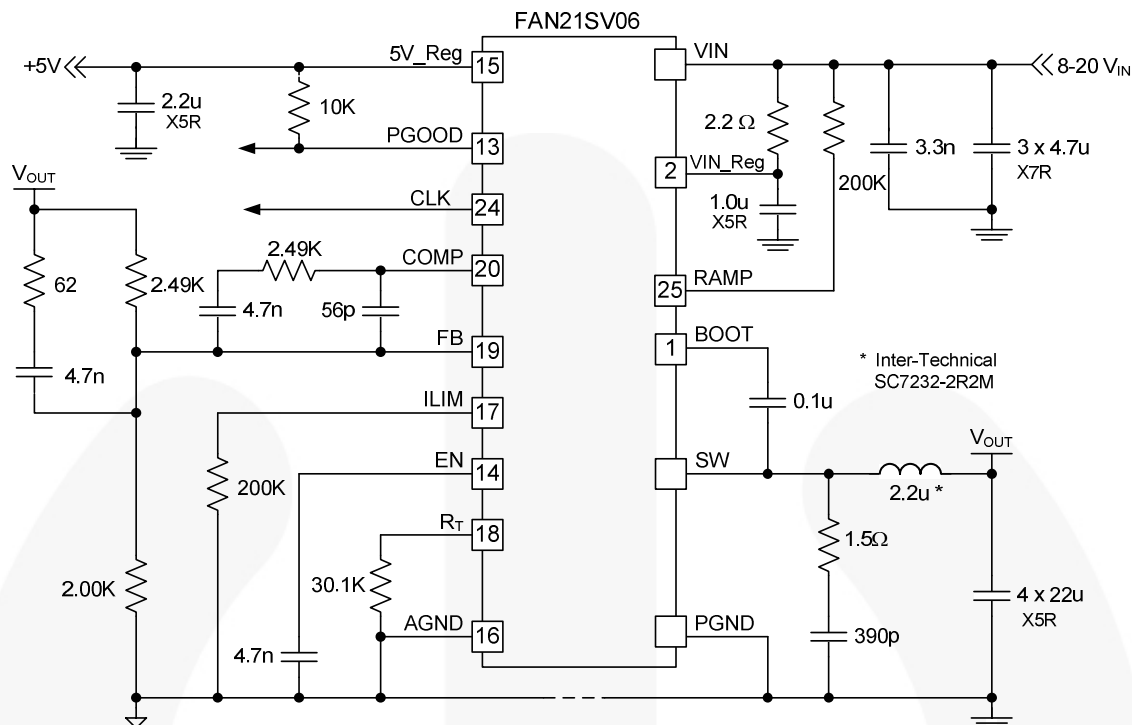 FAN21SV06
+5V
5V_Reg
15
2.2u
X5R
10K
PGOOD
13
CLK
24
VOUT
62
2.49K
4.7n
2.49K
4.7n
56p
COMP
20
FB
19
ILIM
17
200K
EN
14
4.7n
RT
18
30.1K
AGND
16
2.00K
VIN
8-20 VIN
2.2 Ω
200K
3.3n
3 x 4.7u
X7R
2
VIN_Reg
1.0u
X5R
25
RAMP
1
BOOT
0.1u
* Inter-Technical
SC7232-2R2M
SW
VOUT
2.2u *
1.5Ω
390p
4 x 22u
X5R
PGND